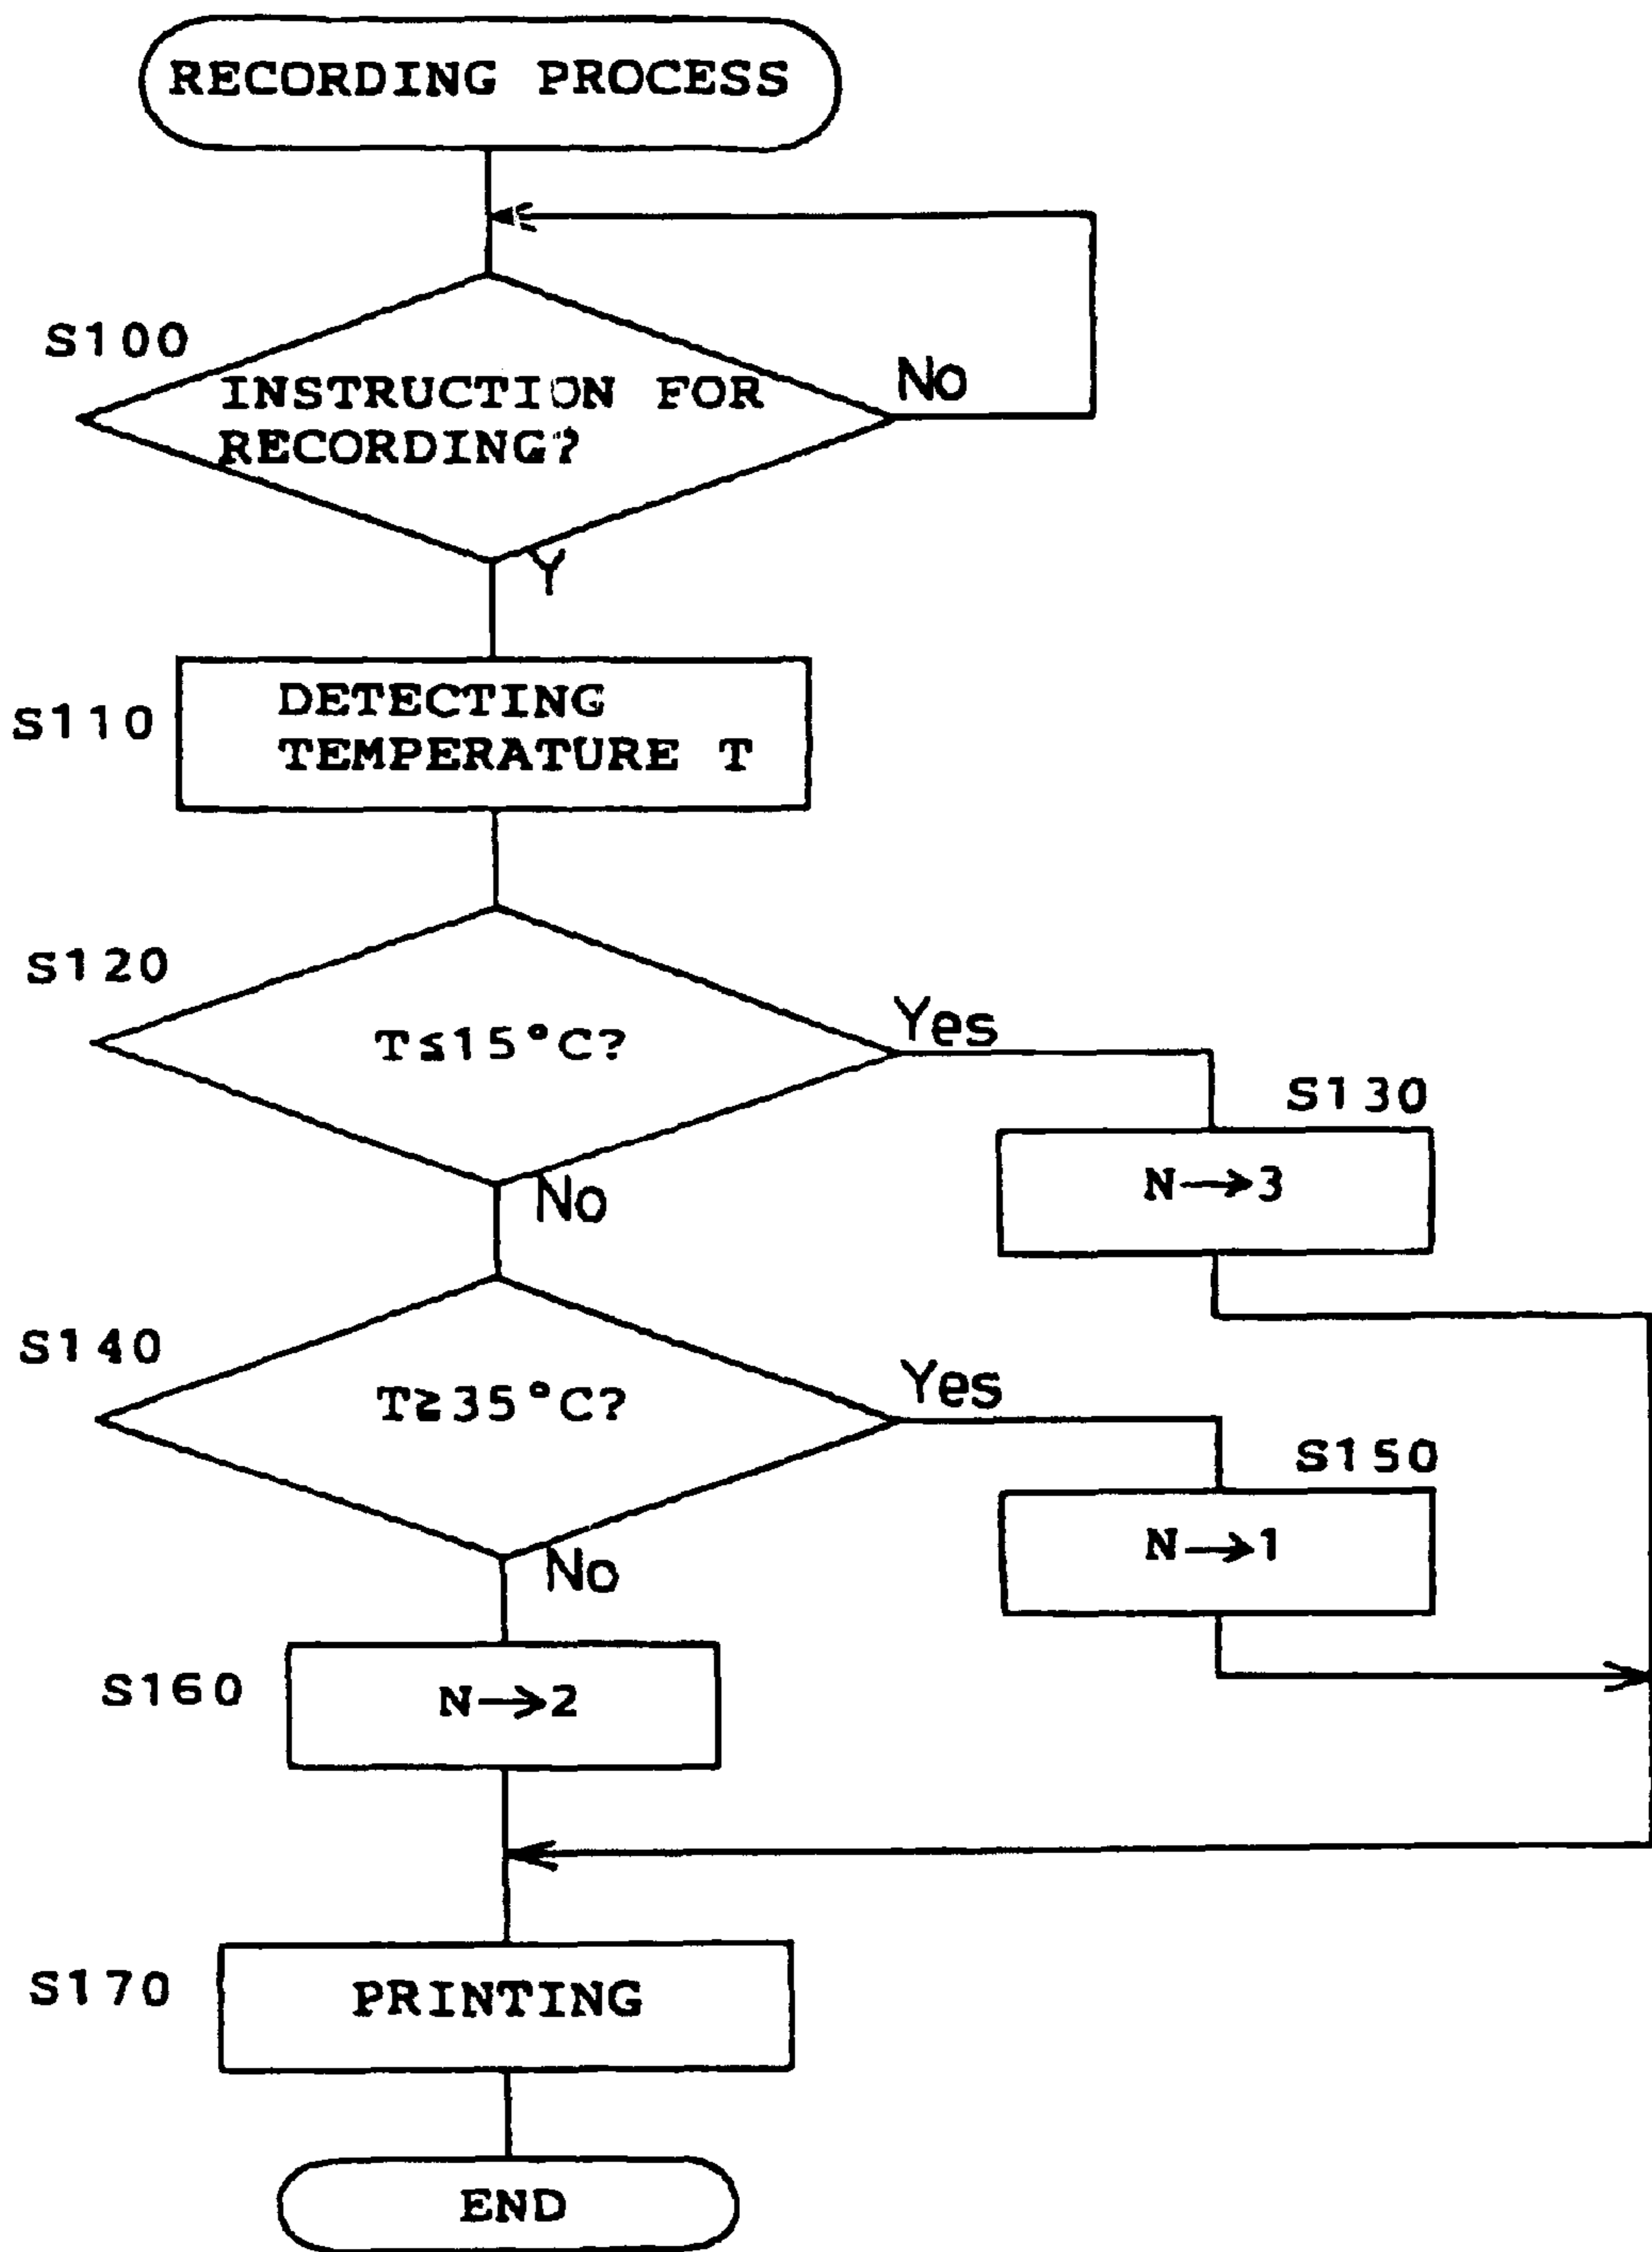 RECORDING PROCESS
S100
INSTRUCTION FOR
RECORDING?
No
Y
S110
DETECTING
TEMPERATURE T
S120
T≦15°C?
Yes
No
S130
N→3
S140
T≧35°C?
Yes
No
S150
N→1
S160
N→2
S170
PRINTING
END